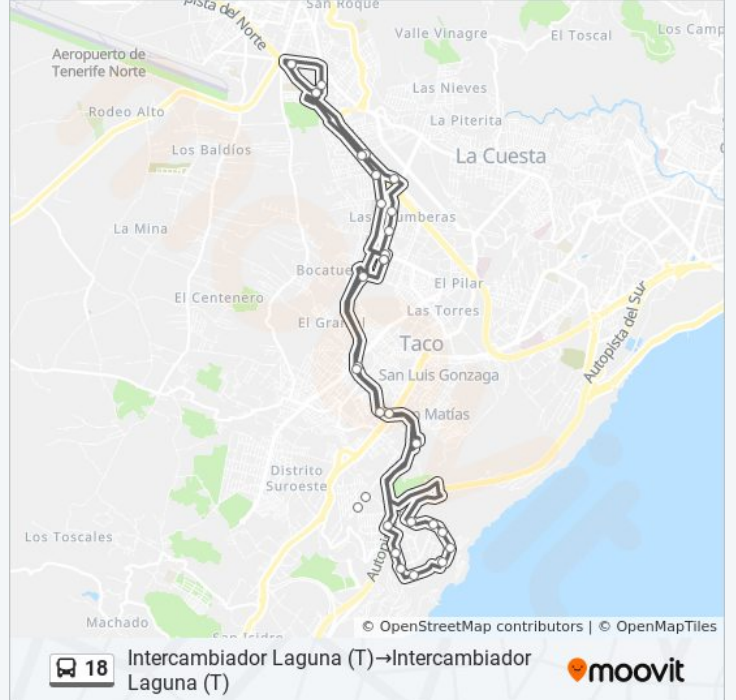 San Roque
pista del Norte
Valle Vinagre
El Toscal
Los Camp
Aeropuerto de
Tenerife Norte
Las Nieves
Rodeo Alto
La Piterita
Los Baldíos
La Cuesta
Las
umberas
La Mina
Bocatue
El Pilar
El Centenero
Las Torres
El Gra
l
Taco
Autopista del Sur
San Luis Gonzaga
n Matías
Distrito
Suroeste
Los Toscales
Autopi
Machado
San Isidro
© OpenStreetMap contributors | © OpenMapTiles
18
Intercambiador Laguna (T)→Intercambiador
Laguna (T)
moovit